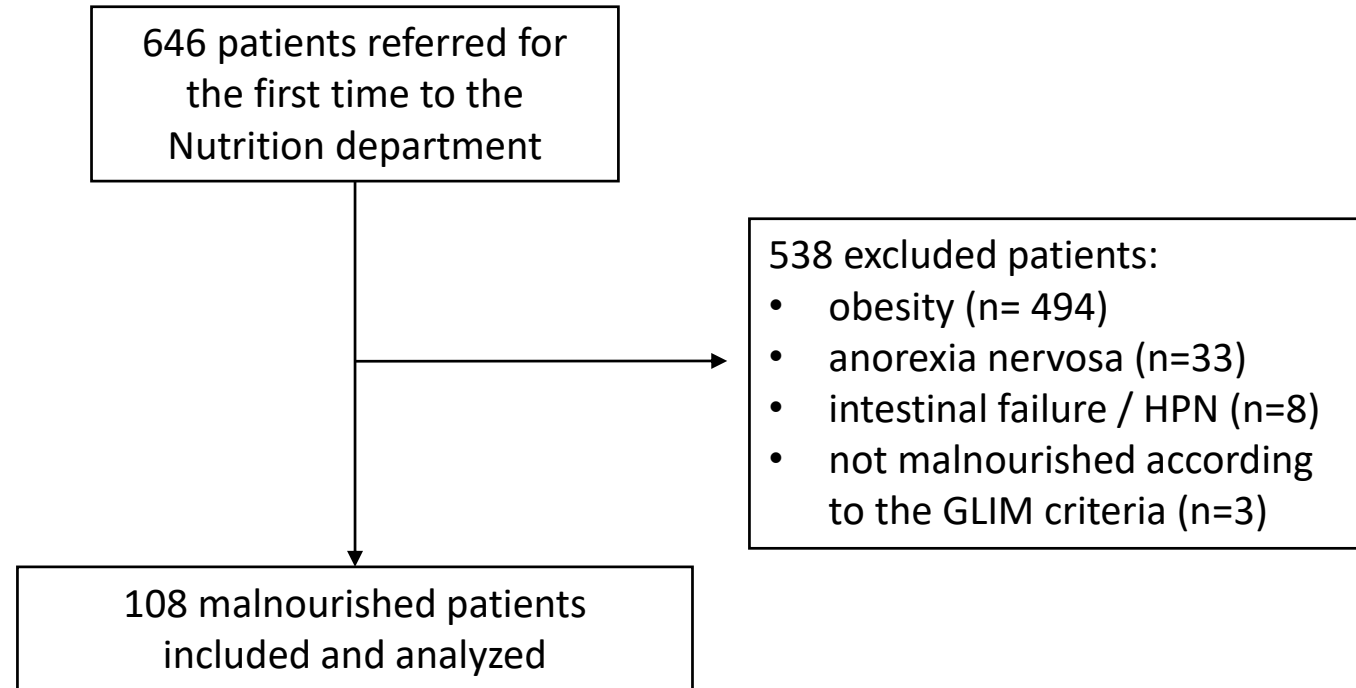 646 patients referred for
the first time to the
Nutrition department
538 excluded patients:
• obesity (n= 494)
• anorexia nervosa (n=33)
• intestinal failure / HPN (n=8)
• not malnourished according
to the GLIM criteria (n=3)
108 malnourished patients
included and analyzed